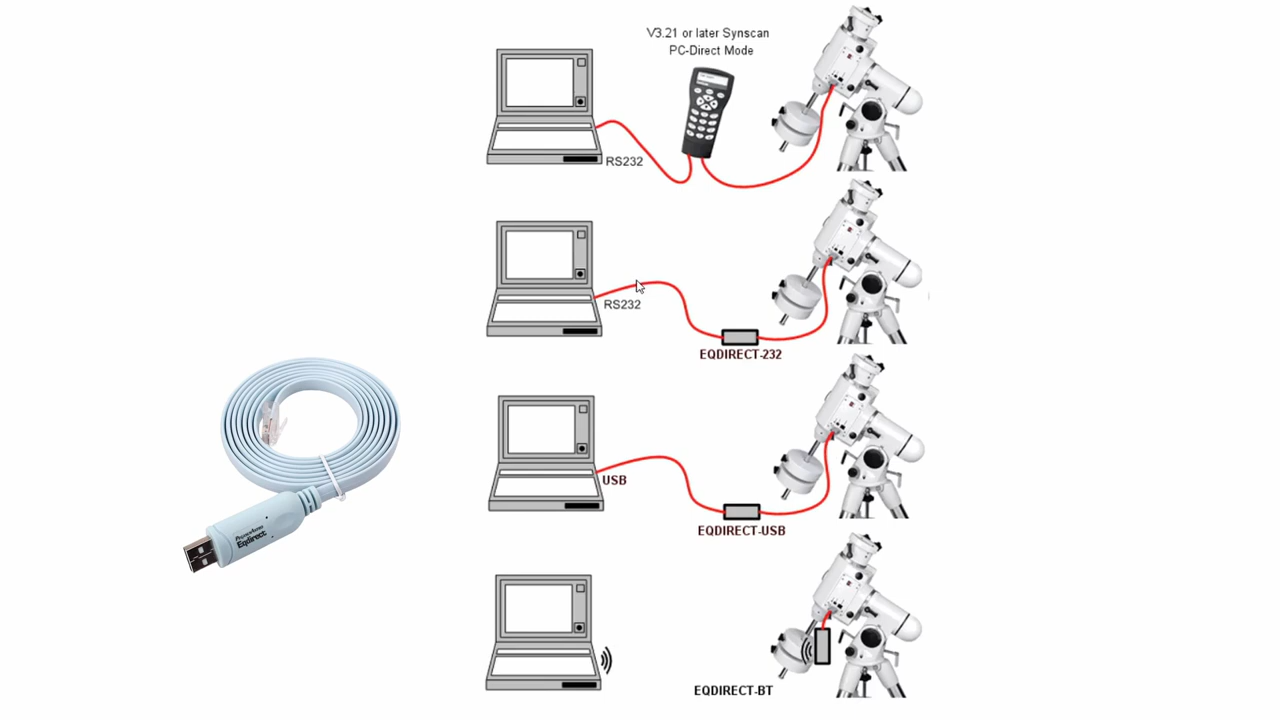 V3.21 or later Synscan
PC-Direct Mode
RS232
RS232
EQDIRECT-232
USB
EQDIRECT-USB
Eqdirect
EQDIRECT-BT